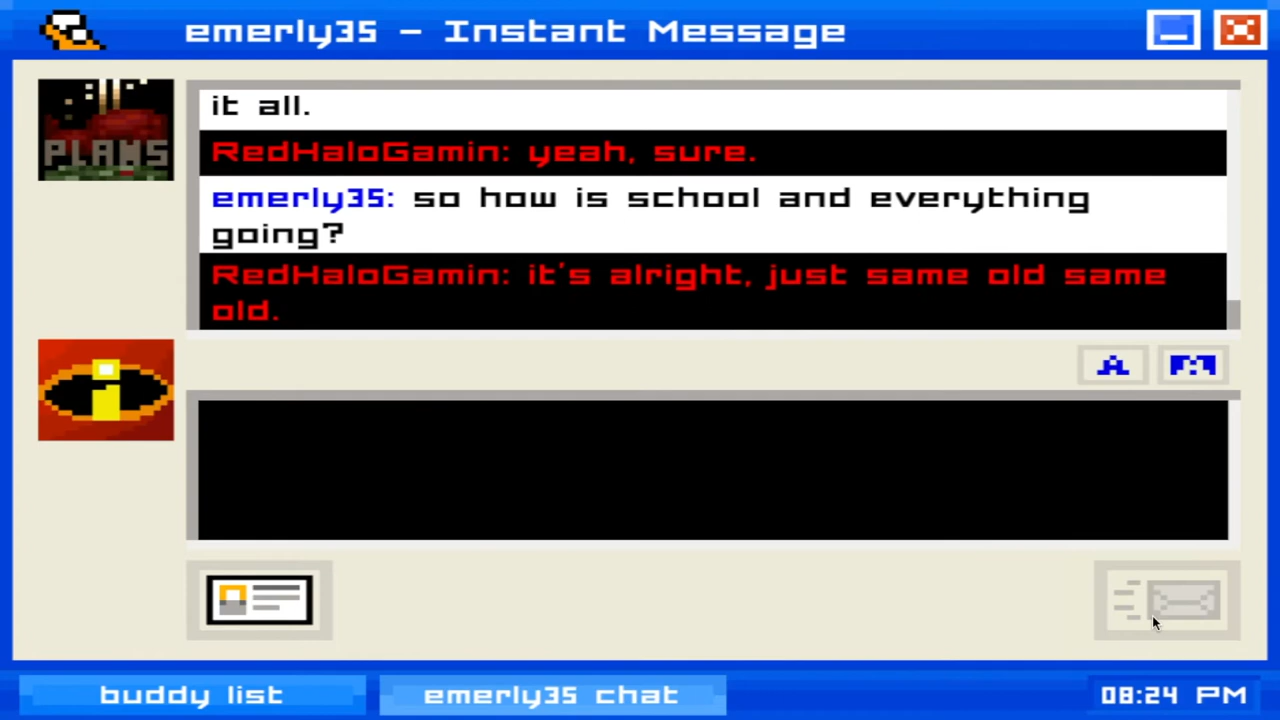 emerly35 - Instant Message
PLANS
it all.
RedHaloGamin: yeah, sure.
emerly35: so how is school and everything
going?
RedHaloGamin: it's alright, just same old same
old.
i
A
buddy list
emerly35 chat
08:24 PM